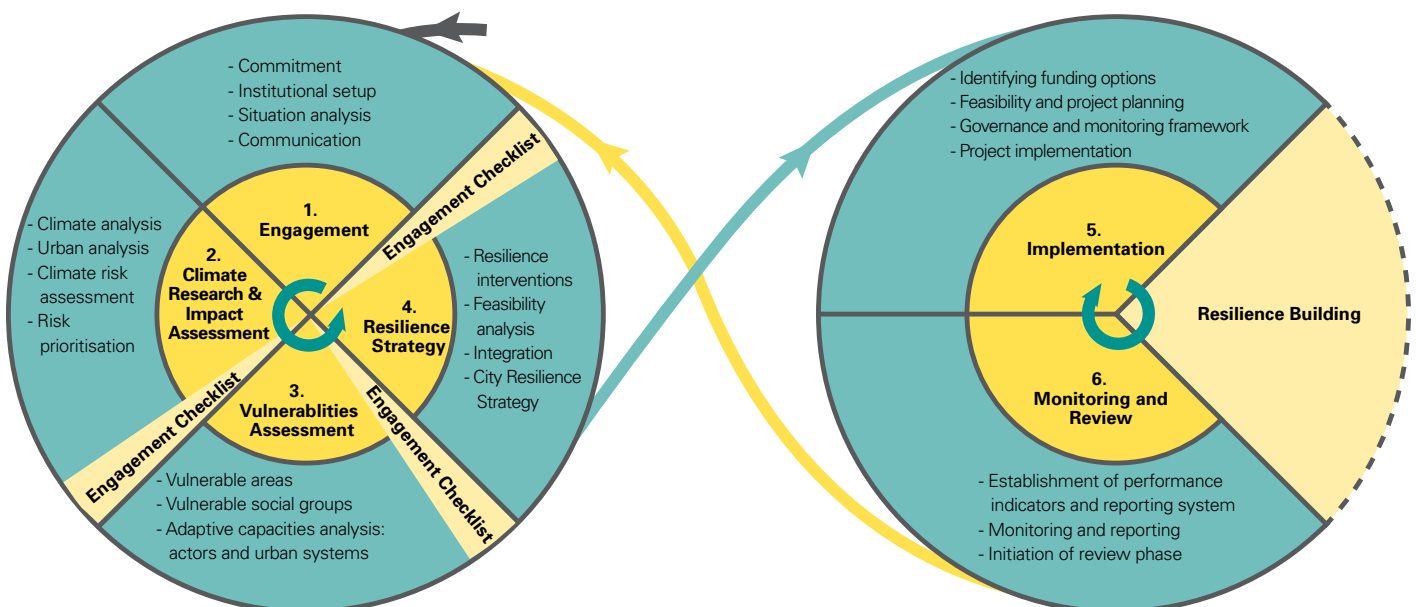 - Commitment
- Institutional setup
- Situation analysis
- Communication
1.
Engagement
Engagement Checklist
- Climate analysis
- Urban analysis
- Climate risk
assessment
- Risk
prioritisation
2.
Climate
Research &
Impact
Assessment
Engagement Checklist
3.
Vulnerablities
Assessment
- Vulnerable areas
- Vulnerable social groups
- Adaptive capacities analysis:
actors and urban systems
Engagement Checklist
4.
Resilience
Strategy
- Resilience
interventions
- Feasibility
analysis
- Integration
- City Resilience
Strategy
- Identifying funding options
- Feasibility and project planning
- Governance and monitoring framework
- Project implementation
5.
Implementation
Resilience Building
6.
Monitoring and
Review
- Establishment of performance
indicators and reporting system
- Monitoring and reporting
- Initiation of review phase